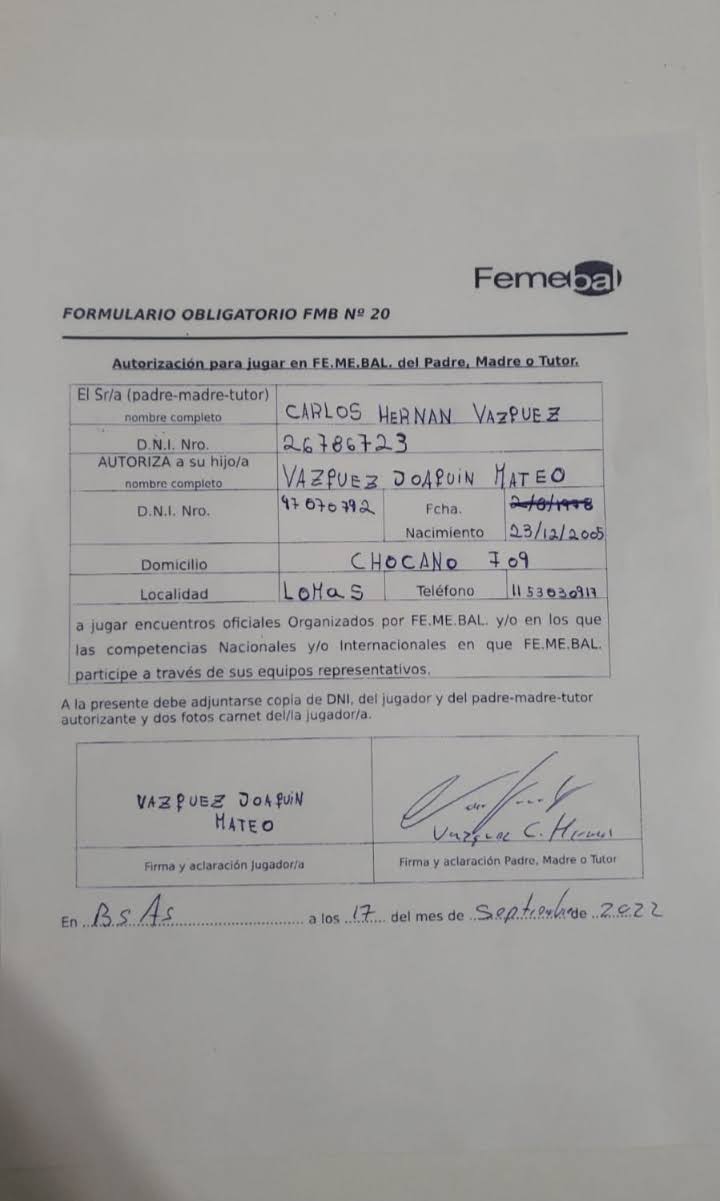 Femebal
FORMULARIO OBLIGATORIO FMB Nº 20
Autorización para jugar en FE.ME.BAL. del Padre, Madre o Tutor.
El Sr/a (padre-madre-tutor)
nombre completo
CARLOS HERNAN VAZQUEZ
D.N.I. Nro. 26786723
AUTORIZA a su hijo/a
nombre completo
VAZQUEZ JOAQUIN MATEO
D.N.I. Nro. 47070792 Fcha.
Nacimiento 23/12/2005
Domicilio CHOCANO 709
Localidad LOMAS Teléfono 1153030917
a jugar encuentros oficiales Organizados por FE.ME.BAL. y/o en los que
las competencias Nacionales y/o Internacionales en que FE.ME.BAL.
participe a través de sus equipos representativos.
A la presente debe adjuntarse copia de DNI, del jugador y del padre-madre-tutor
autorizante y dos fotos carnet del/la jugador/a.
VAZQUEZ JOAQUIN
MATEO
Vazquez C. Hernan
Firma y aclaración Jugador/a
Firma y aclaración Padre, Madre o Tutor
En BS AS a los 17 del mes de Septiembre de 2022